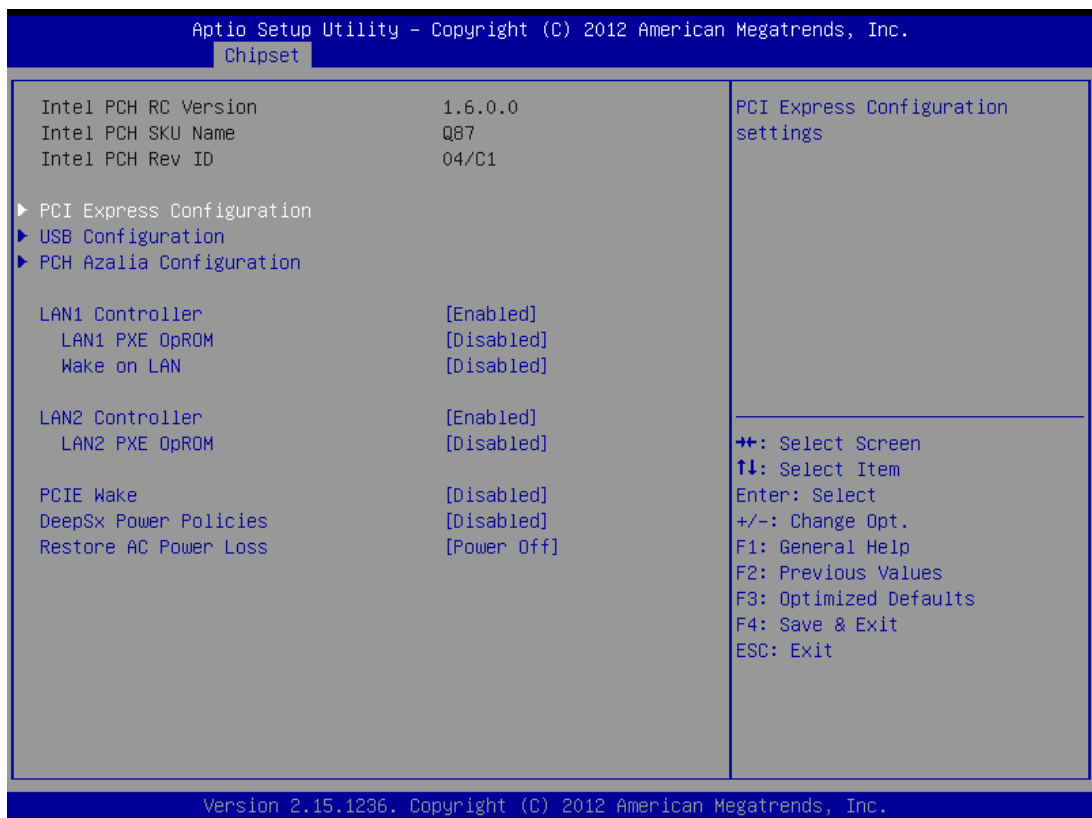 Aptio Setup Utility – Copyright (C) 2012 American Megatrends, Inc.
Chipset
Intel PCH RC Version 1.6.0.0
Intel PCH SKU Name Q87
Intel PCH Rev ID 04/C1
PCI Express Configuration
USB Configuration
PCH Azalia Configuration
LAN1 Controller [Enabled]
LAN1 PXE OpROM [Disabled]
Wake on LAN [Disabled]
LAN2 Controller [Enabled]
LAN2 PXE OpROM [Disabled]
PCIE Wake [Disabled]
DeepSx Power Policies [Disabled]
Restore AC Power Loss [Power Off]
PCI Express Configuration
settings
→←: Select Screen
↑↓: Select Item
Enter: Select
+/-: Change Opt.
F1: General Help
F2: Previous Values
F3: Optimized Defaults
F4: Save & Exit
ESC: Exit
Version 2.15.1236. Copyright (C) 2012 American Megatrends, Inc.